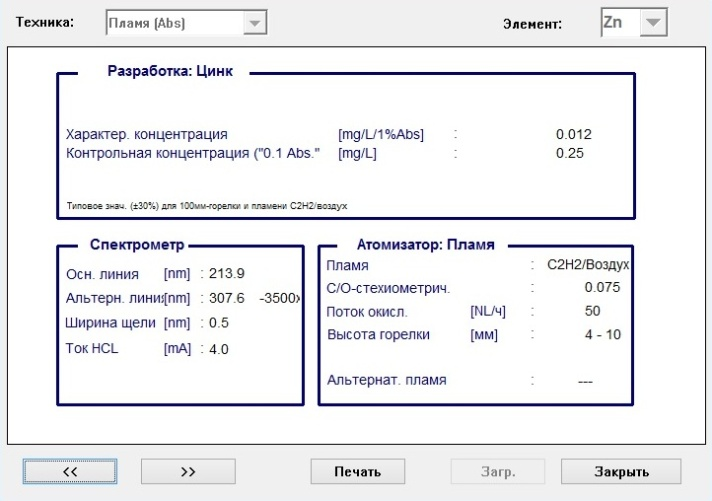 Техника: Пламя (Abs) Элемент: Zn
Разработка: Цинк
Характер. концентрация [mg/L/1%Abs] : 0.012
Контрольная концентрация ("0.1 Abs." [mg/L] : 0.25
Типовое знач. (±30%) для 100мм-горелки и пламени C2H2/воздух
Спектрометр
Осн. линия [nm] : 213.9
Альтерн. линия [nm] : 307.6 -3500x
Ширина щели [nm] : 0.5
Ток HCL [mA] : 4.0
Атомизатор: Пламя
Пламя : C2H2/Воздух
C/O-стехиометрич. : 0.075
Поток окисл. [NL/ч] : 50
Высота горелки [мм] : 4 - 10
Альтернат. пламя : ---
<< >> Печать Загр. Закрыть